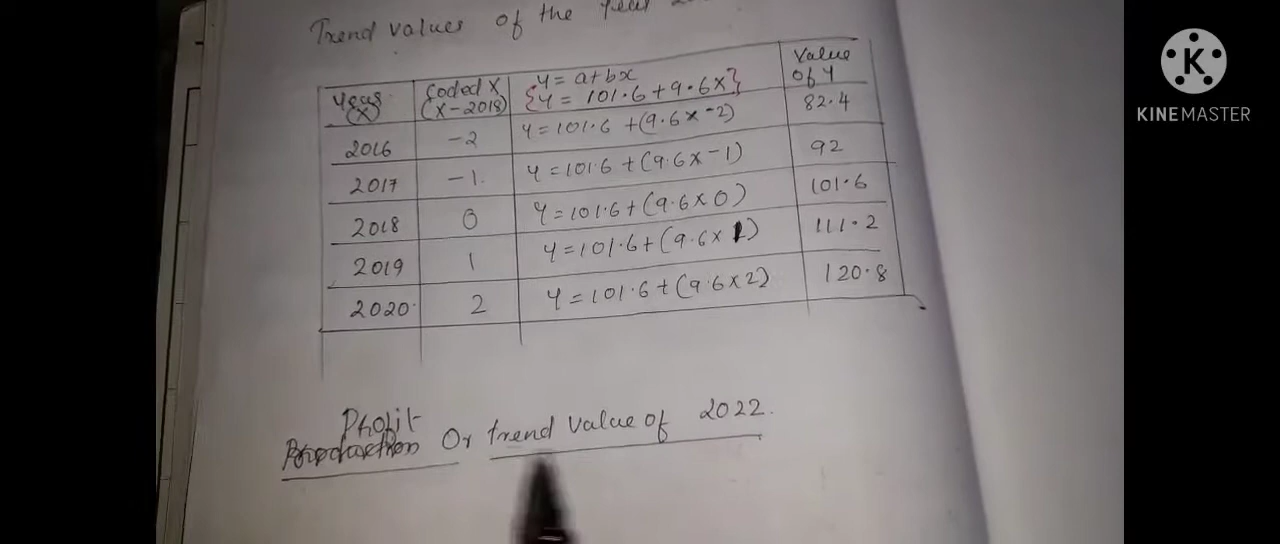 Trend values of the Year
Year (X) | Coded X (X-2018) | Y = a+bx {Y = 101.6 + 9.6X} | Value of Y
2016 | -2 | Y = 101.6 + (9.6 x -2) | 82.4
2017 | -1 | Y = 101.6 + (9.6 x -1) | 92
2018 | 0 | Y = 101.6 + (9.6 x 0) | 101.6
2019 | 1 | Y = 101.6 + (9.6 x 1) | 111.2
2020 | 2 | Y = 101.6 + (9.6 x 2) | 120.8
Profit
Or trend value of 2022.
KINEMASTER